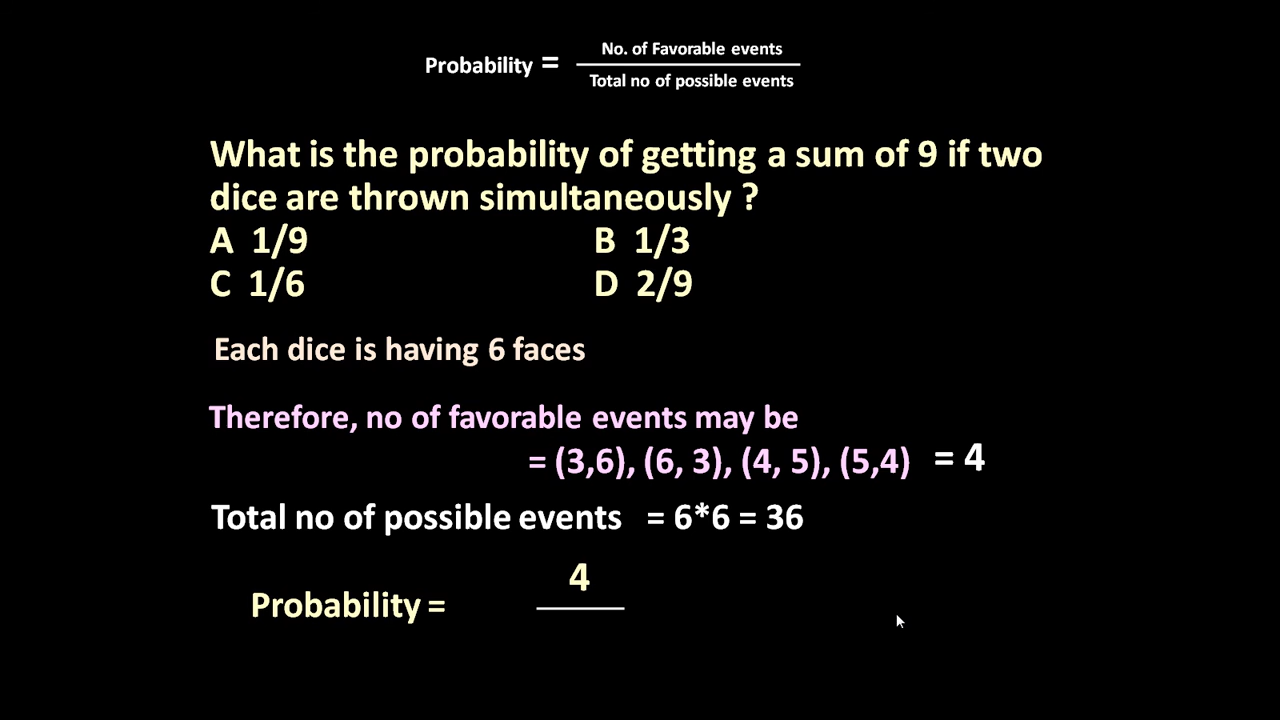 No. of Favorable events
Probability =
Total no of possible events
What is the probability of getting a sum of 9 if two
dice are thrown simultaneously ?
A 1/9 B 1/3
C 1/6 D 2/9
Each dice is having 6 faces
Therefore, no of favorable events may be
= (3,6), (6, 3), (4, 5), (5,4) = 4
Total no of possible events = 6*6 = 36
4
Probability =